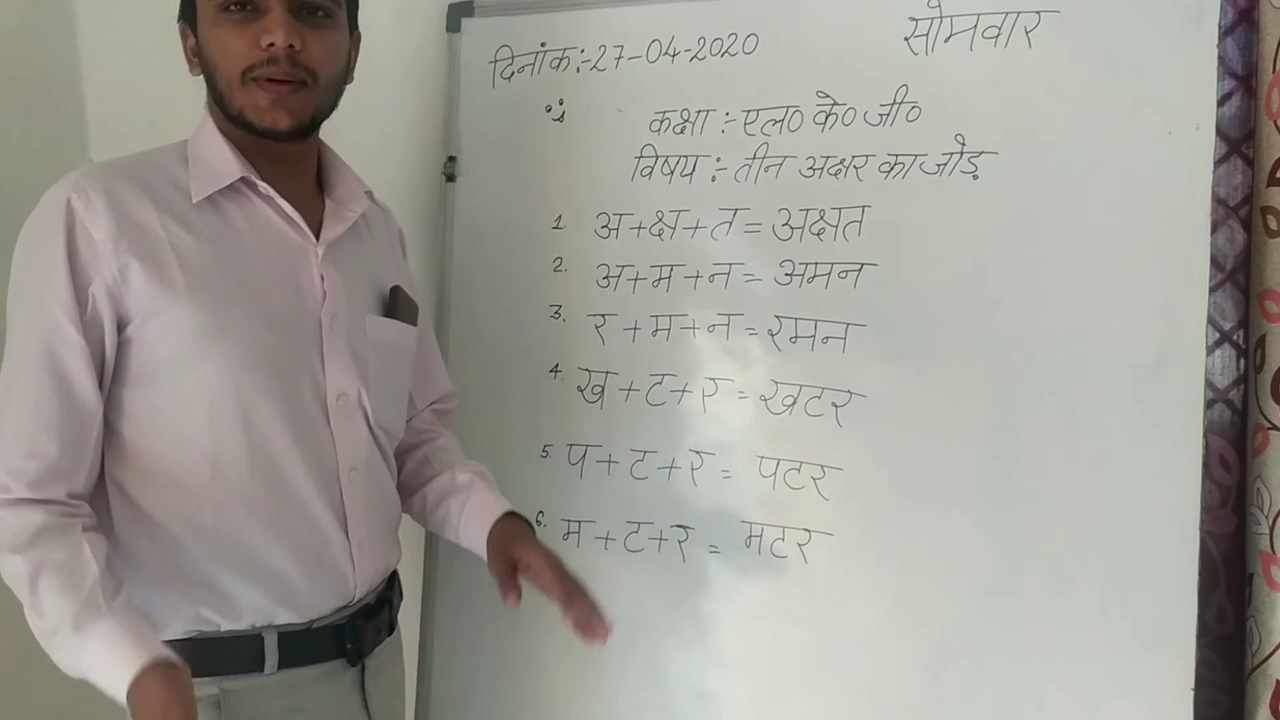 सोमवार
दिनांक:-27-04-2020
कक्षा :- एल० के० जी०
विषय :- तीन अक्षर का जोड़
1. अ+क्ष+त=अक्षत
2. अ+म+न= अमन
3. र+म+न=रमन
4. ख+ट+र=खटर
5. प+ट+र= पटर
6. म+ट+र= मटर